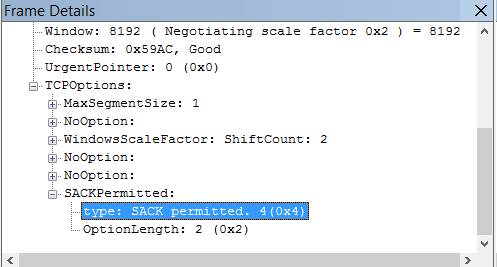 Frame Details
Window: 8192 ( Negotiating scale factor 0x2 ) = 8192
Checksum: 0x59AC, Good
UrgentPointer: 0 (0x0)
TCPOptions:
MaxSegmentSize: 1
NoOption:
WindowsScaleFactor: ShiftCount: 2
NoOption:
NoOption:
SACKPermitted:
type: SACK permitted. 4(0x4)
OptionLength: 2 (0x2)